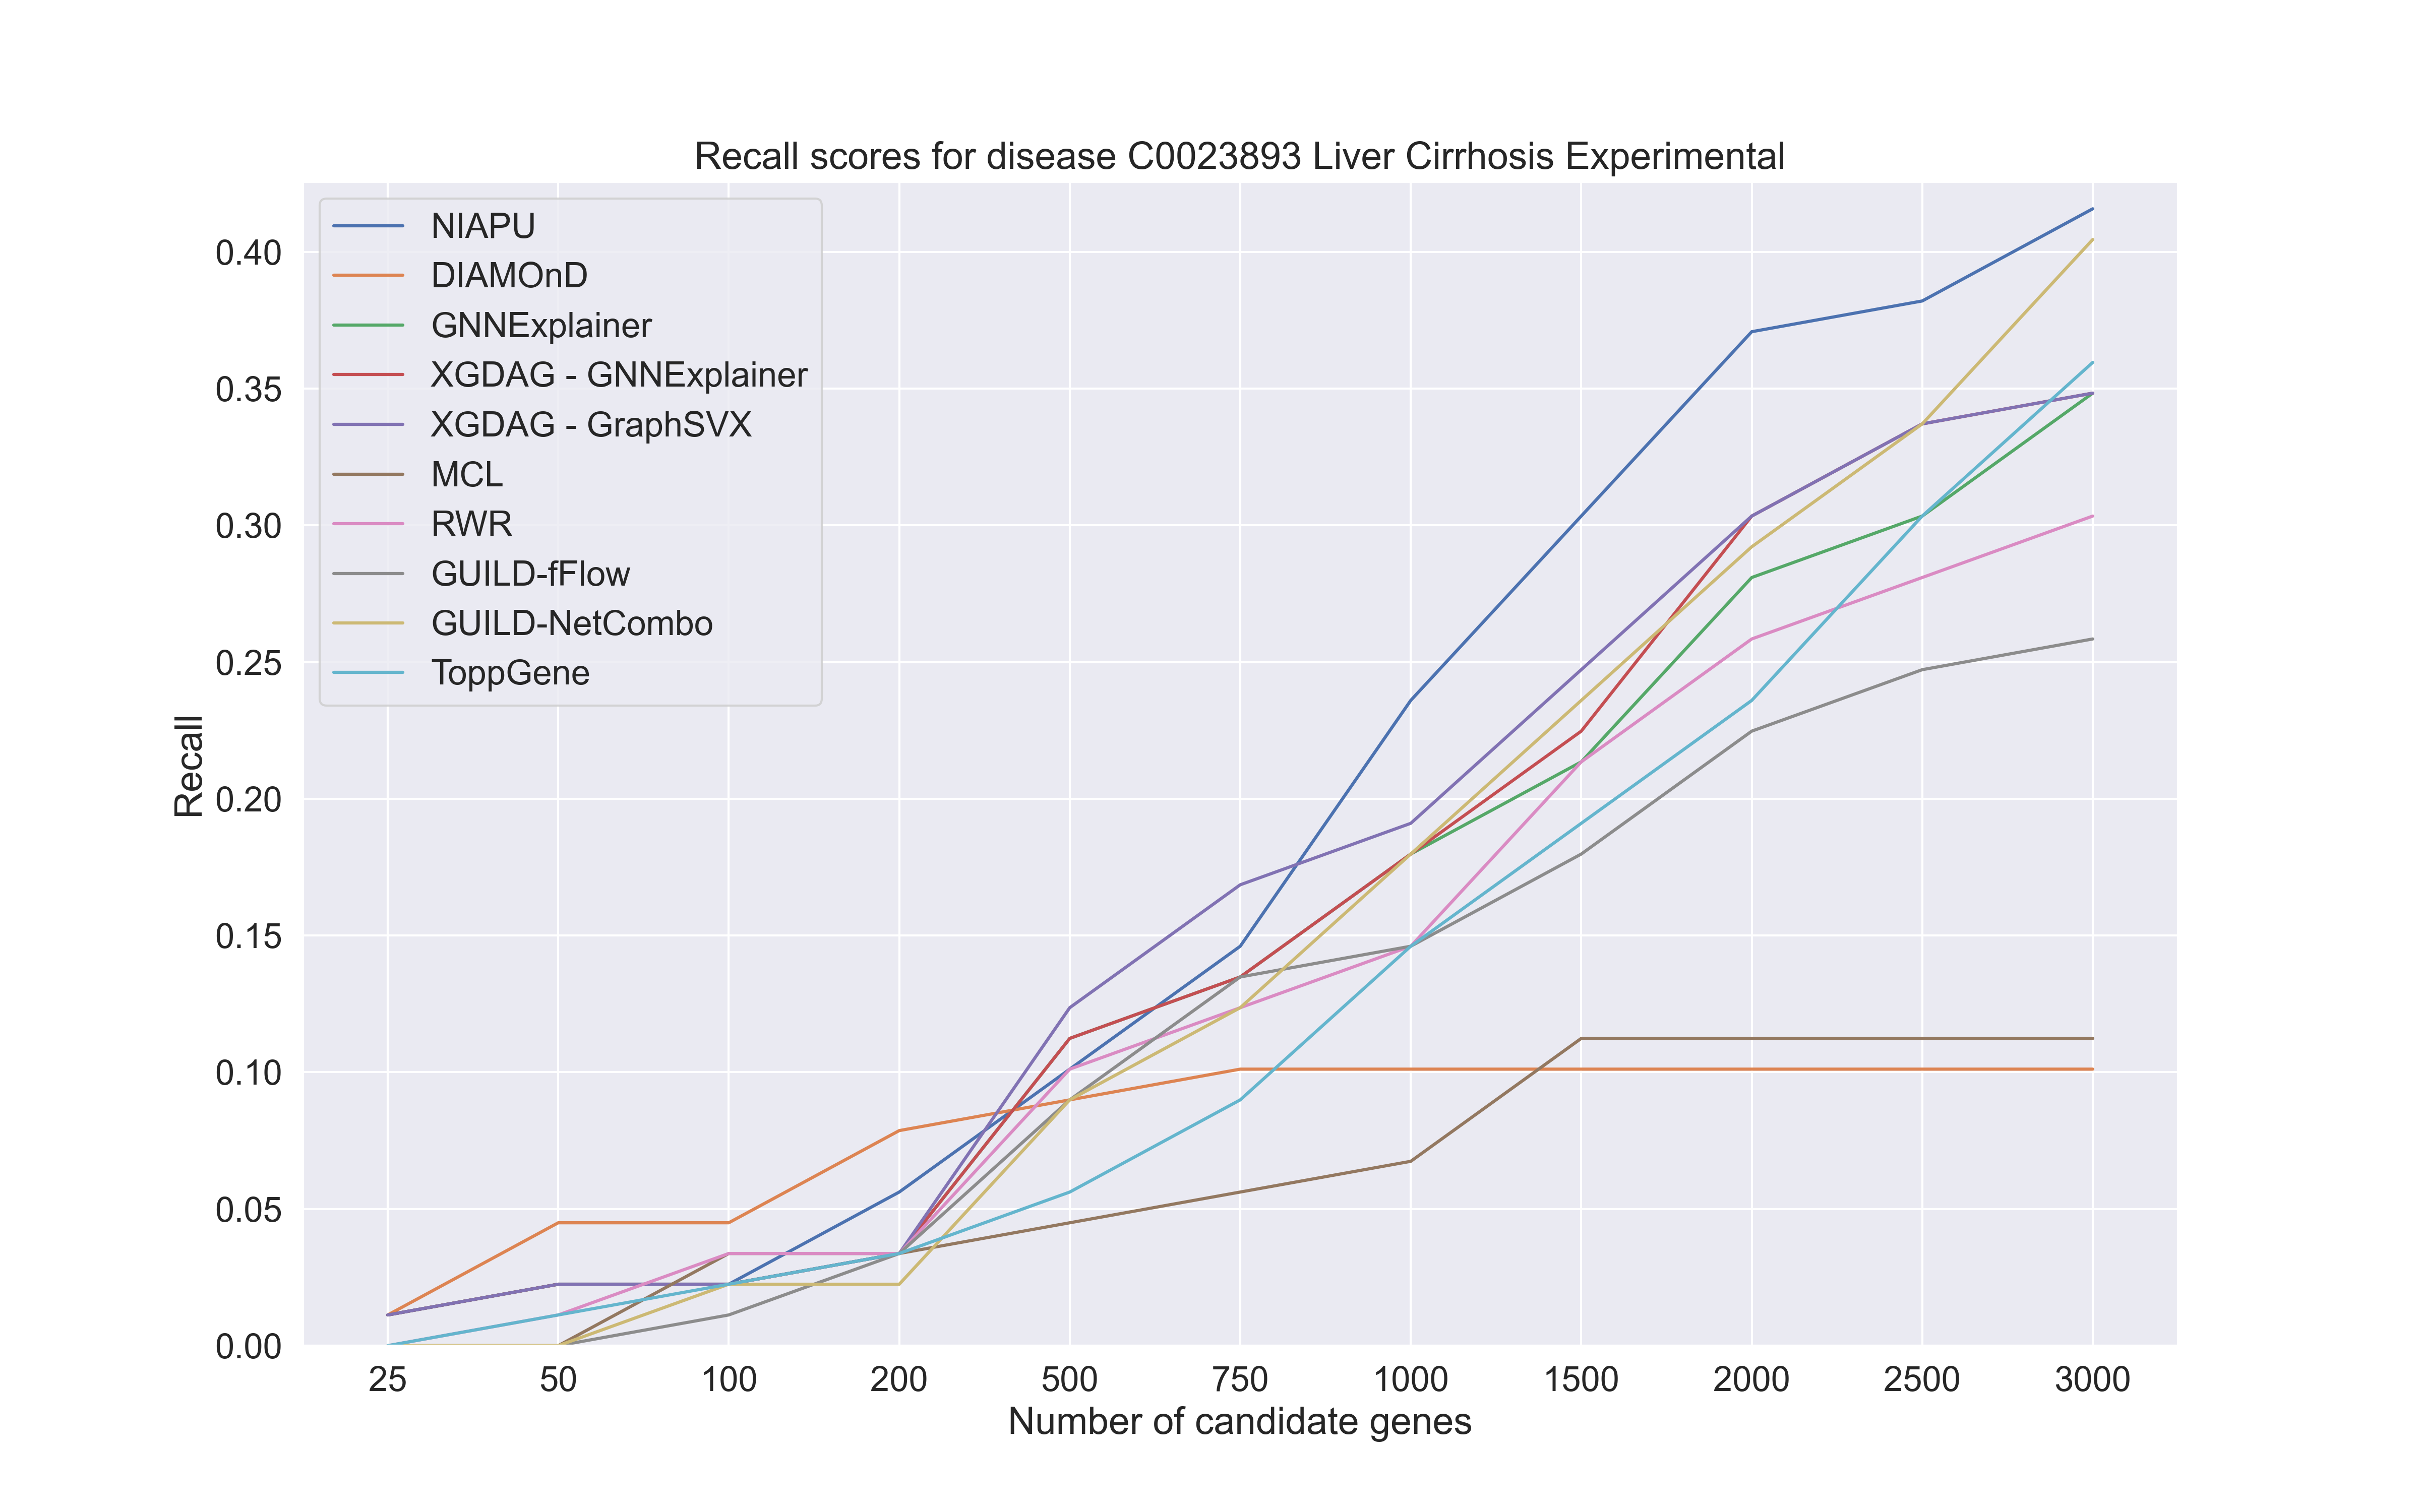 Recall scores for disease C0023893 Liver Cirrhosis Experimental
NIAPU
DIAMOnD
GNNExplainer
XGDAG - GNNExplainer
XGDAG - GraphSVX
MCL
RWR
GUILD-fFlow
GUILD-NetCombo
ToppGene
0.40
0.35
0.30
0.25
0.20
0.15
0.10
0.05
0.00
Recall
25 50 100 200 500 750 1000 1500 2000 2500 3000
Number of candidate genes